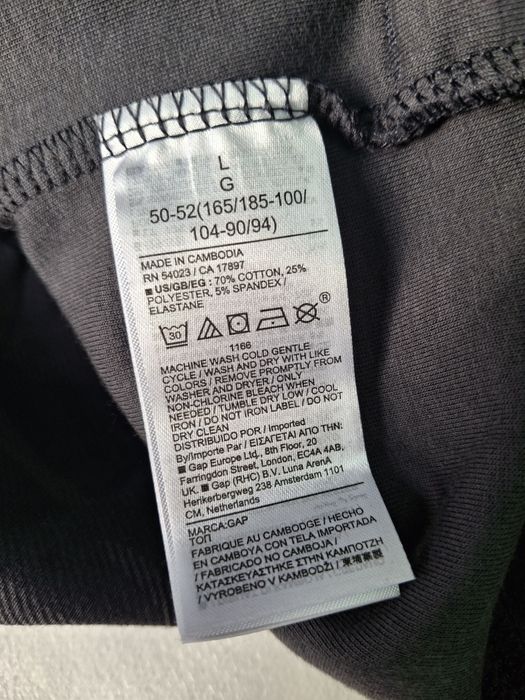 L
G
50-52(165/185-100/
104-90/94)
MADE IN CAMBODIA
RN 54023 / CA 17897
■ US/GB/EG : 70% COTTON, 25%
POLYESTER, 5% SPANDEX /
ELASTANE
30 ®
1166
MACHINE WASH COLD GENTLE
CYCLE / WASH AND DRY WITH LIKE
COLORS / REMOVE PROMPTLY FROM
WASHER AND DRYER / ONLY
NON-CHLORINE BLEACH WHEN
NEEDED / TUMBLE DRY LOW / COOL
IRON / DO NOT IRON LABEL / DO NOT
DRY CLEAN
DISTRIBUIDO POR / Imported
By/Importe Par / ΕΙΣΑΓΕΤΑΙ ΑΠΟ ΤΗΝ:
■ Gap Europe Ltd., 8th Floor, 20
Farringdon Street, London, EC4A 4AB,
UK. ■ Gap (RHC) B.V. Luna ArenA
Herikerbergweg 238 Amsterdam 1101
CM, Netherlands
MARCA:GAP
ΤΟΠ
FABRIQUE AU CAMBODGE / HECHO
EN CAMBOYA CON TELA IMPORTADA
/ FABRICADO NO CAMBOJA /
ΚΑΤΑΣΚΕΥΑΣΤΗΚΕ ΣΤΗΝ ΚΑΜΠΟΤΖΗ
/ VYROBENO V KAMBODŽI / 柬埔寨製